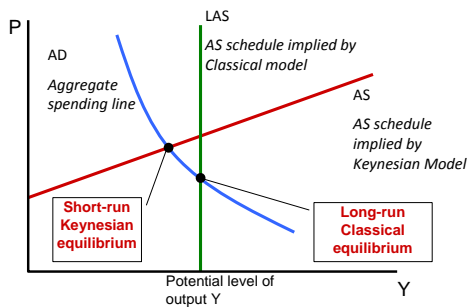 P
LAS
AD
AS schedule implied by
Classical model
Aggregate
spending line
AS
AS schedule
implied by
Keynesian Model
Short-run
Keynesian
equilibrium
Long-run
Classical
equilibrium
Potential level of
output Y
Y